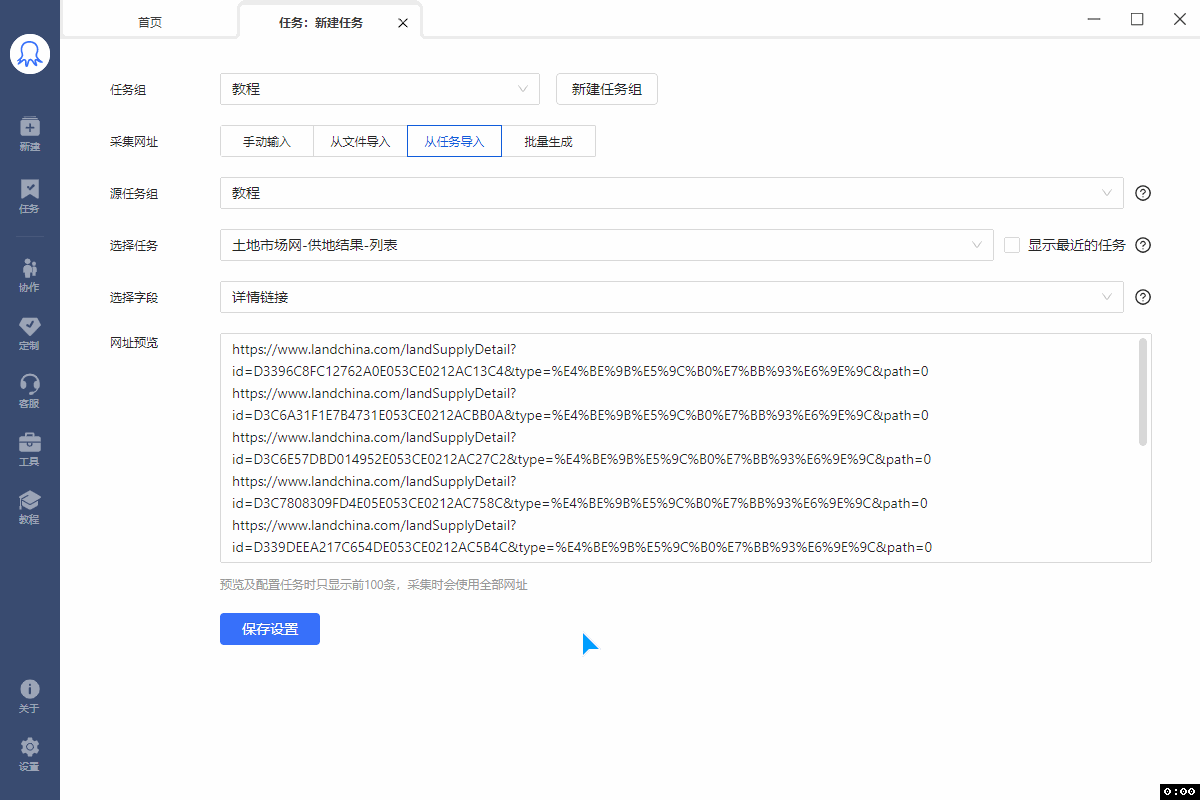 首页
任务：新建任务
新建
任务
协作
定制
客服
工具
教程
关于
设置
任务组
教程
新建任务组
采集网址
手动输入
从文件导入
从任务导入
批量生成
源任务组
教程
选择任务
土地市场网-供地结果-列表
显示最近的任务
选择字段
详情链接
网址预览
https://www.landchina.com/landSupplyDetail?
id=D3396C8FC12762A0E053CE0212AC13C4&type=%E4%BE%9B%E5%9C%B0%E7%BB%93%E6%9E%9C&path=0
https://www.landchina.com/landSupplyDetail?
id=D3C6A31F1E7B4731E053CE0212ACBB0A&type=%E4%BE%9B%E5%9C%B0%E7%BB%93%E6%9E%9C&path=0
https://www.landchina.com/landSupplyDetail?
id=D3C6E57DBD014952E053CE0212AC27C2&type=%E4%BE%9B%E5%9C%B0%E7%BB%93%E6%9E%9C&path=0
https://www.landchina.com/landSupplyDetail?
id=D3C7808309FD4E05E053CE0212AC758C&type=%E4%BE%9B%E5%9C%B0%E7%BB%93%E6%9E%9C&path=0
https://www.landchina.com/landSupplyDetail?
id=D339DEEA217C654DE053CE0212AC5B4C&type=%E4%BE%9B%E5%9C%B0%E7%BB%93%E6%9E%9C&path=0
预览及配置任务时只显示前100条，采集时会使用全部网址
保存设置
0:00